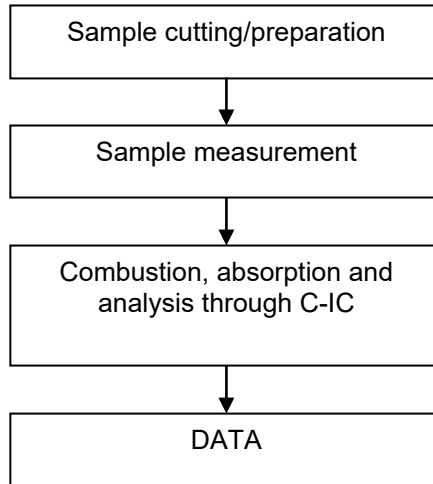 Sample cutting/preparation
Sample measurement
Combustion, absorption and
analysis through C-IC
DATA